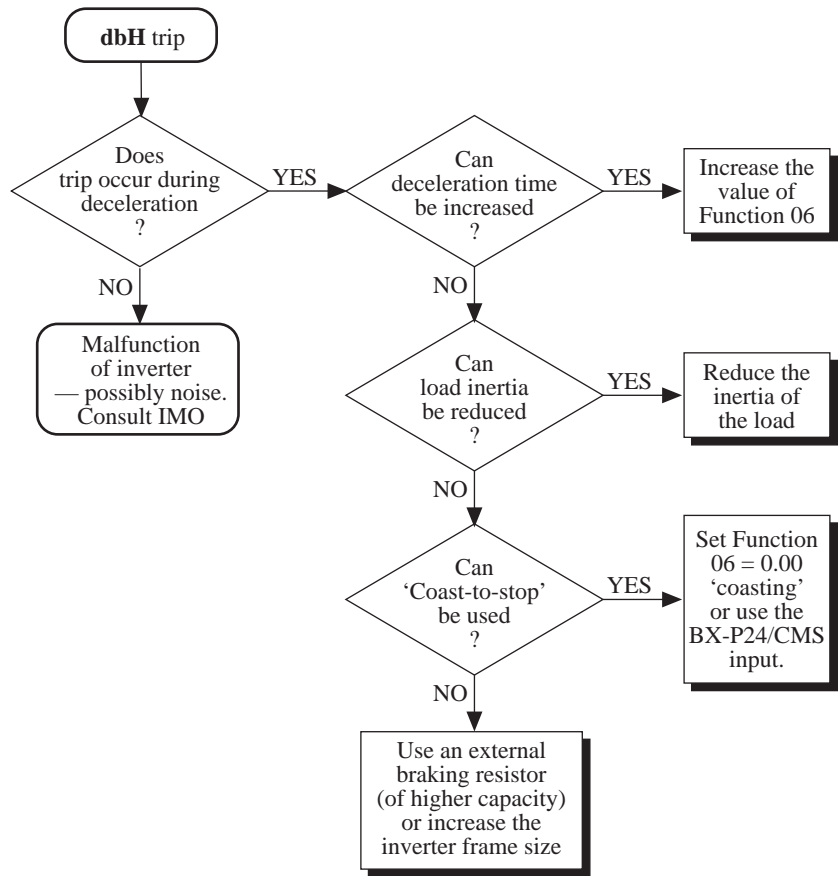 dbH trip
Does
trip occur during
deceleration
?
YES
Can
deceleration time
be increased
?
YES
Increase the
value of
Function 06
NO
Malfunction
of inverter
— possibly noise.
Consult IMO
NO
Can
load inertia
be reduced
?
YES
Reduce the
inertia of
the load
NO
Can
‘Coast-to-stop’
be used
?
YES
Set Function
06 = 0.00
‘coasting’
or use the
BX-P24/CMS
input.
NO
Use an external
braking resistor
(of higher capacity)
or increase the
inverter frame size